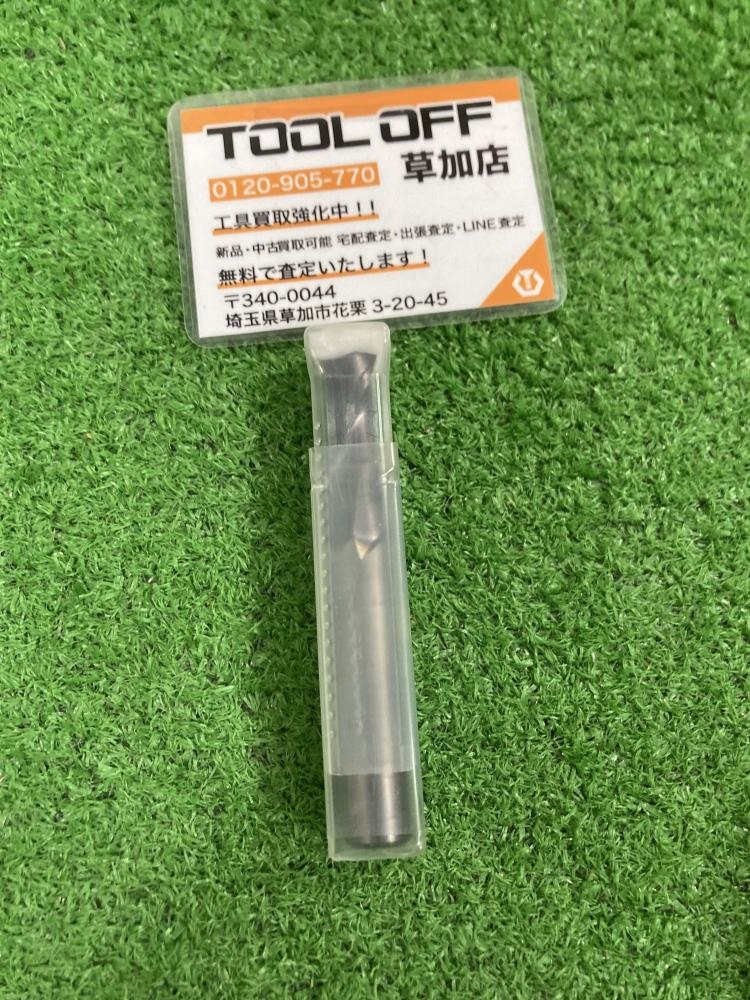 TOOL OFF
草加店
0120-905-770
工具買取強化中！！
新品・中古買取可能 宅配査定・出張査定・LINE査定
無料で査定いたします！
〒340-0044
埼玉県草加市花栗 3-20-45